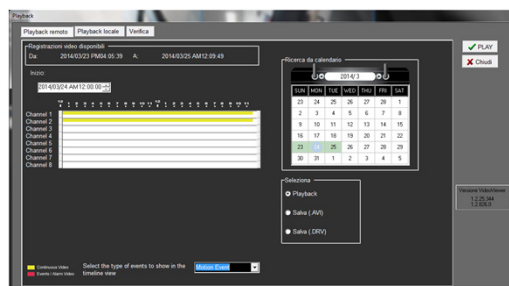 Playback
Playback remoto Playback locale Verifica
Registrazioni video disponibili
Da: 2014/03/23 PM04:05:39 A: 2014/03/25 AM12:09:49
Inizio
2014/03/24 AM12:00:00
Channel 1
Channel 2
Channel 3
Channel 4
Channel 5
Channel 6
Channel 7
Channel 8
Continuous Video
Events / Alarm Video
Select the type of events to show in the timeline view
Motion Event
Ricerca da calendario
2014/3
SUN MON TUE WED THU FRI SAT
23 24 25 26 27 28 1
2 3 4 5 6 7 8
9 10 11 12 13 14 15
16 17 18 19 20 21 22
23 24 25 26 27 28 29
30 31 1 2 3 4 5
Seleziona
Playback
Salva (.AVI)
Salva (.DRV)
PLAY
Chiudi
Versione VideoViewer